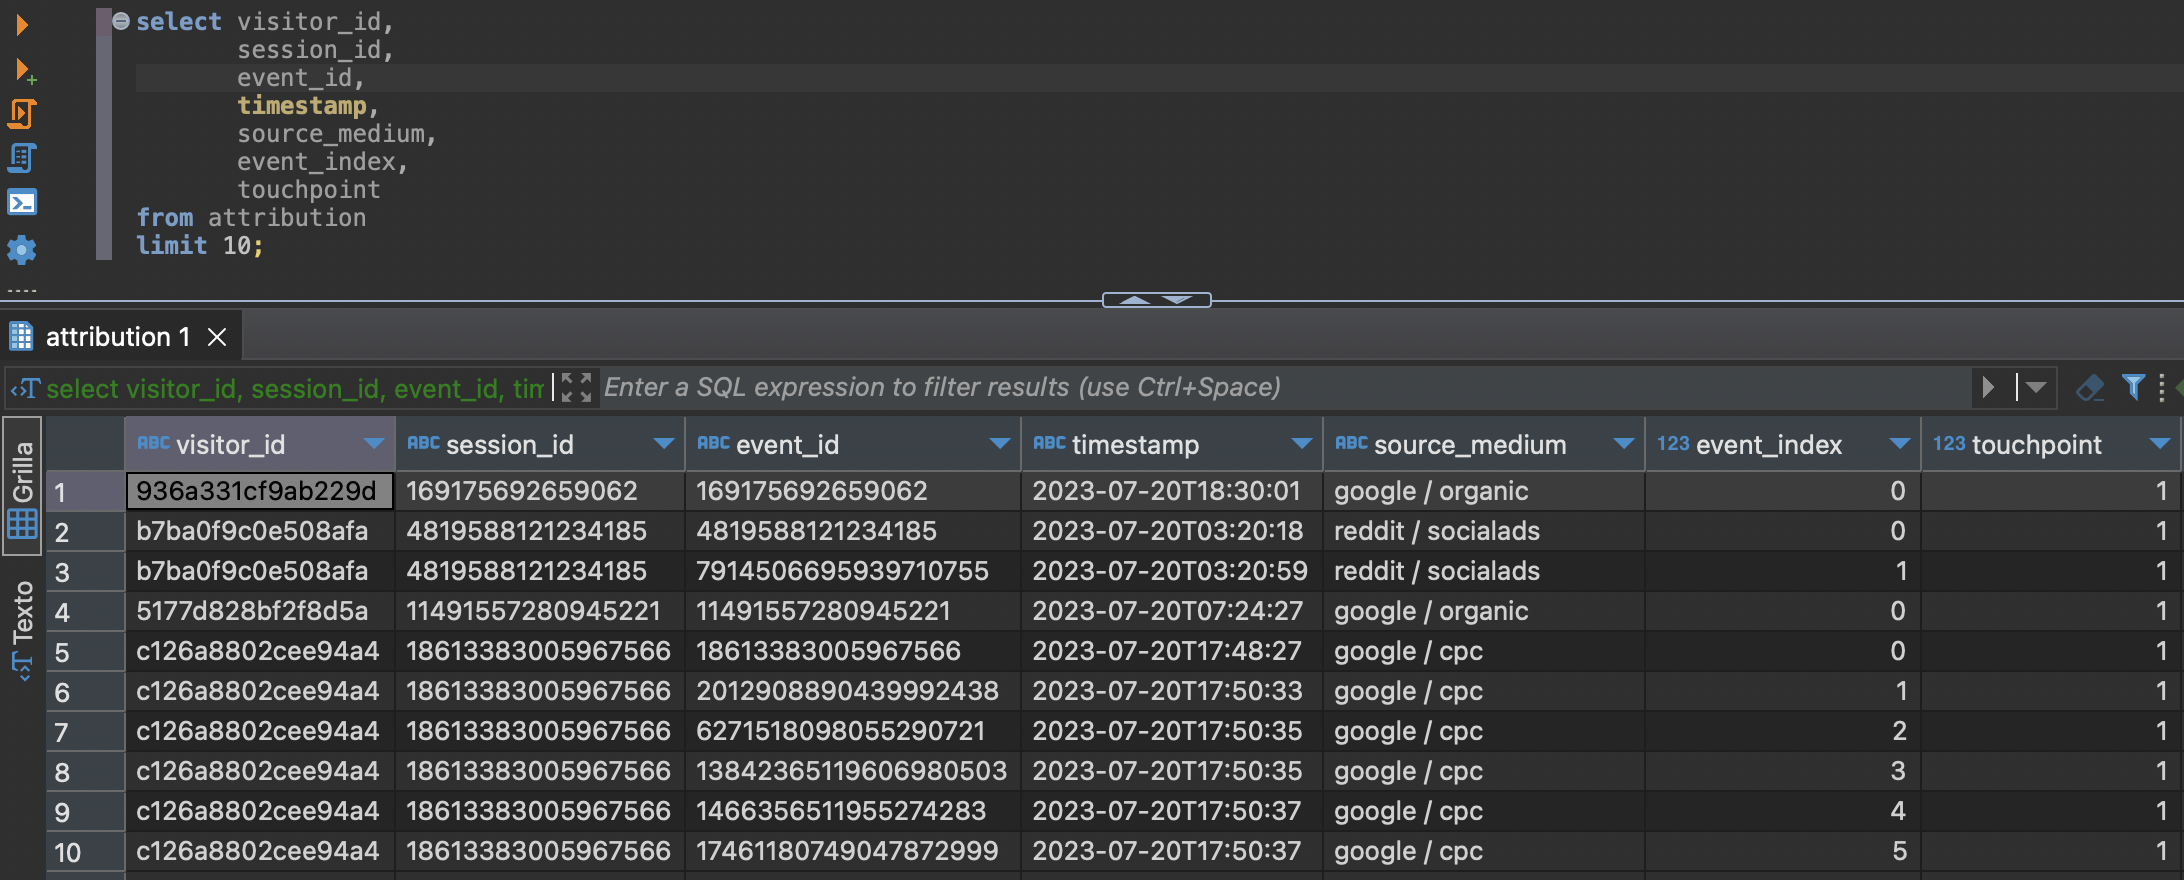 select visitor_id,
session_id,
event_id,
timestamp,
source_medium,
event_index,
touchpoint
from attribution
limit 10;
attribution 1
select visitor_id, session_id, event_id, tim
Enter a SQL expression to filter results (use Ctrl+Space)
Grilla
Texto
ABC visitor_id ABC session_id ABC event_id ABC timestamp ABC source_medium 123 event_index 123 touchpoint
1 936a331cf9ab229d 169175692659062 169175692659062 2023-07-20T18:30:01 google / organic 0 1
2 b7ba0f9c0e508afa 4819588121234185 4819588121234185 2023-07-20T03:20:18 reddit / socialads 0 1
3 b7ba0f9c0e508afa 4819588121234185 7914506695939710755 2023-07-20T03:20:59 reddit / socialads 1 1
4 5177d828bf2f8d5a 11491557280945221 11491557280945221 2023-07-20T07:24:27 google / organic 0 1
5 c126a8802cee94a4 18613383005967566 18613383005967566 2023-07-20T17:48:27 google / cpc 0 1
6 c126a8802cee94a4 18613383005967566 2012908890439992438 2023-07-20T17:50:33 google / cpc 1 1
7 c126a8802cee94a4 18613383005967566 6271518098055290721 2023-07-20T17:50:35 google / cpc 2 1
8 c126a8802cee94a4 18613383005967566 13842365119606980503 2023-07-20T17:50:35 google / cpc 3 1
9 c126a8802cee94a4 18613383005967566 1466356511955274283 2023-07-20T17:50:37 google / cpc 4 1
10 c126a8802cee94a4 18613383005967566 17461180749047872999 2023-07-20T17:50:37 google / cpc 5 1